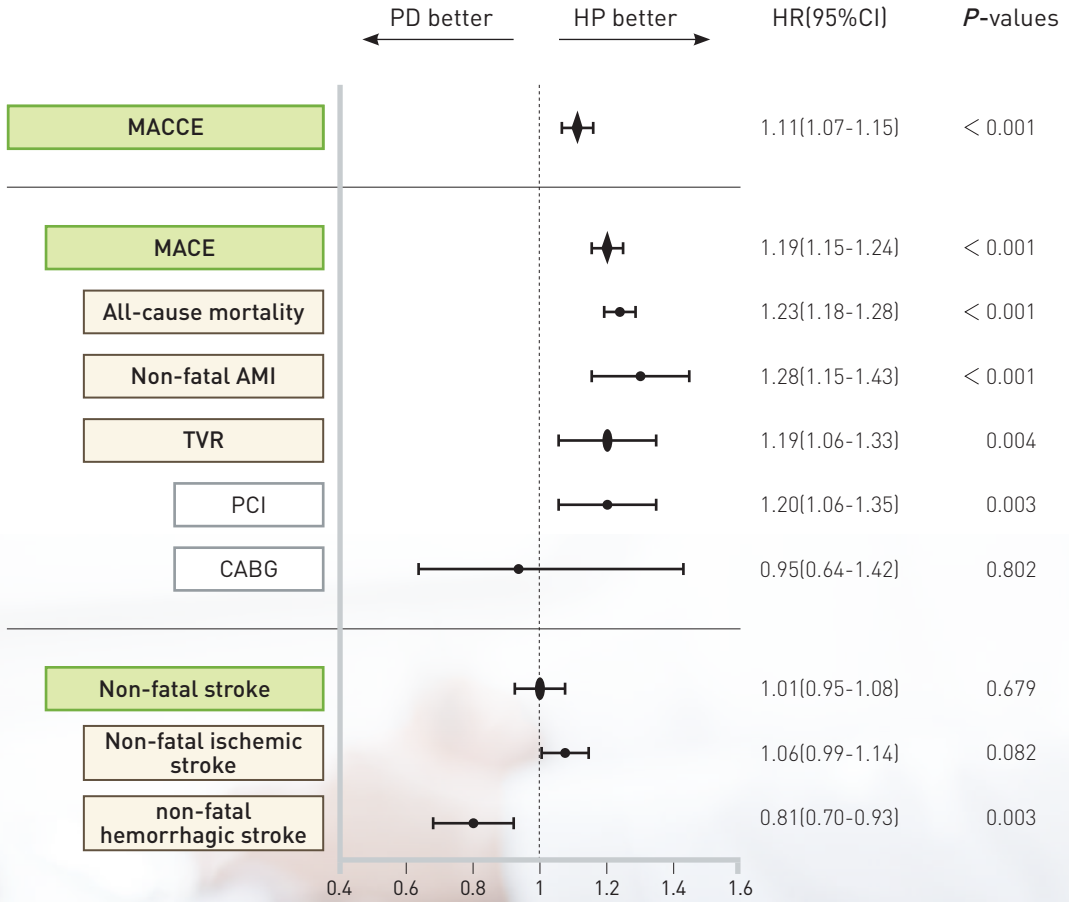 PD better HP better HR(95%CI) P-values
MACCE 1.11(1.07-1.15) < 0.001
MACE 1.19(1.15-1.24) < 0.001
All-cause mortality 1.23(1.18-1.28) < 0.001
Non-fatal AMI 1.28(1.15-1.43) < 0.001
TVR 1.19(1.06-1.33) 0.004
PCI 1.20(1.06-1.35) 0.003
CABG 0.95(0.64-1.42) 0.802
Non-fatal stroke 1.01(0.95-1.08) 0.679
Non-fatal ischemic
stroke 1.06(0.99-1.14) 0.082
non-fatal
hemorrhagic stroke 0.81(0.70-0.93) 0.003
0.4 0.6 0.8 1 1.2 1.4 1.6